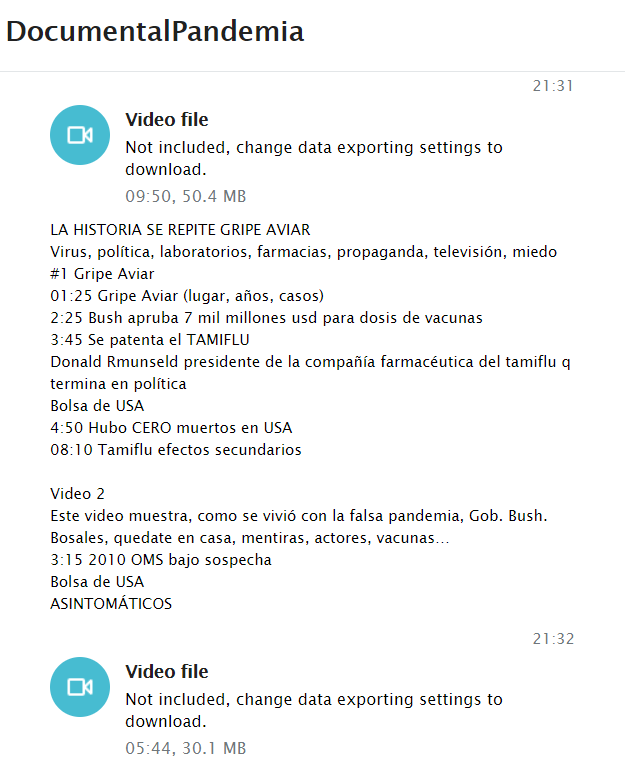 DocumentalPandemia
21:31
Video file
Not included, change data exporting settings to
download.
09:50, 50.4 MB
LA HISTORIA SE REPITE GRIPE AVIAR
Virus, política, laboratorios, farmacias, propaganda, televisión, miedo
#1 Gripe Aviar
01:25 Gripe Aviar (lugar, años, casos)
2:25 Bush apruba 7 mil millones usd para dosis de vacunas
3:45 Se patenta el TAMIFLU
Donald Rmunseld presidente de la compañía farmacéutica del tamiflu q
termina en política
Bolsa de USA
4:50 Hubo CERO muertos en USA
08:10 Tamiflu efectos secundarios
Video 2
Este video muestra, como se vivió con la falsa pandemia, Gob. Bush.
Bosales, quedate en casa, mentiras, actores, vacunas...
3:15 2010 OMS bajo sospecha
Bolsa de USA
ASINTOMÁTICOS
21:32
Video file
Not included, change data exporting settings to
download.
05:44, 30.1 MB